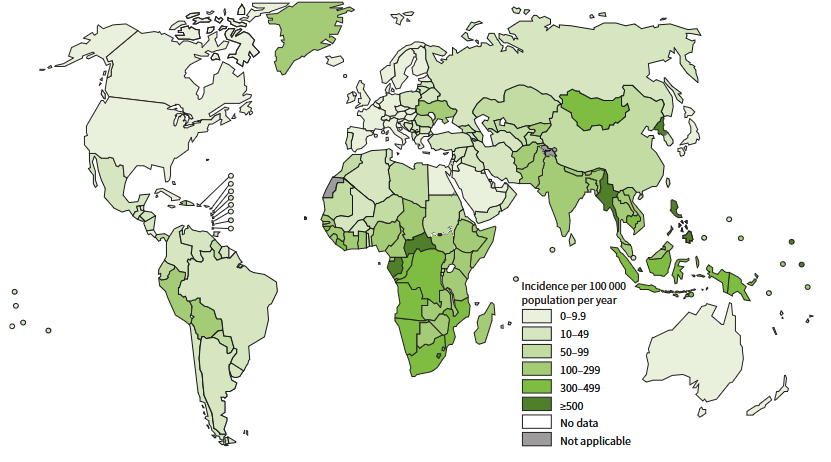 Incidence per 100 000
population per year
0–9.9
10–49
50–99
100–299
300–499
≥500
No data
Not applicable